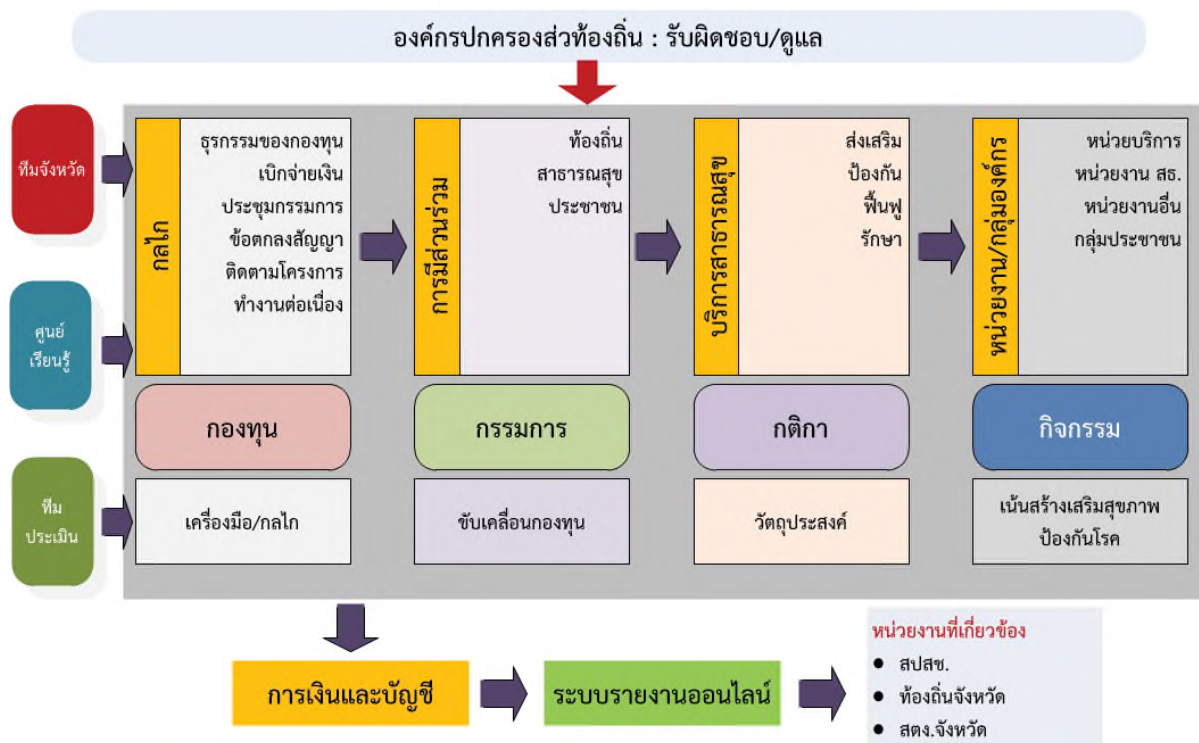 องค์กรปกครองส่วท้องถิ่น : รับผิดชอบ/ดูแล
ทีมจังหวัด
ศูนย์
เรียนรู้
ทีม
ประเมิน
กลไก
ธุรกรรมของกองทุน
เบิกจ่ายเงิน
ประชุมกรรมการ
ข้อตกลงสัญญา
ติดตามโครงการ
ทำงานต่อเนื่อง
การมีส่วนร่วม
ท้องถิ่น
สาธารณสุข
ประชาชน
บริการสาธารณสุข
ส่งเสริม
ป้องกัน
ฟื้นฟู
รักษา
หน่วยงาน/กลุ่มองค์กร
หน่วยบริการ
หน่วยงาน สธ.
หน่วยงานอื่น
กลุ่มประชาชน
กองทุน
กรรมการ
กติกา
กิจกรรม
เครื่องมือ/กลไก
ขับเคลื่อนกองทุน
วัตถุประสงค์
เน้นสร้างเสริมสุขภาพ
ป้องกันโรค
การเงินและบัญชี
ระบบรายงานออนไลน์
หน่วยงานที่เกี่ยวข้อง
● สปสช.
● ท้องถิ่นจังหวัด
● สตง.จังหวัด